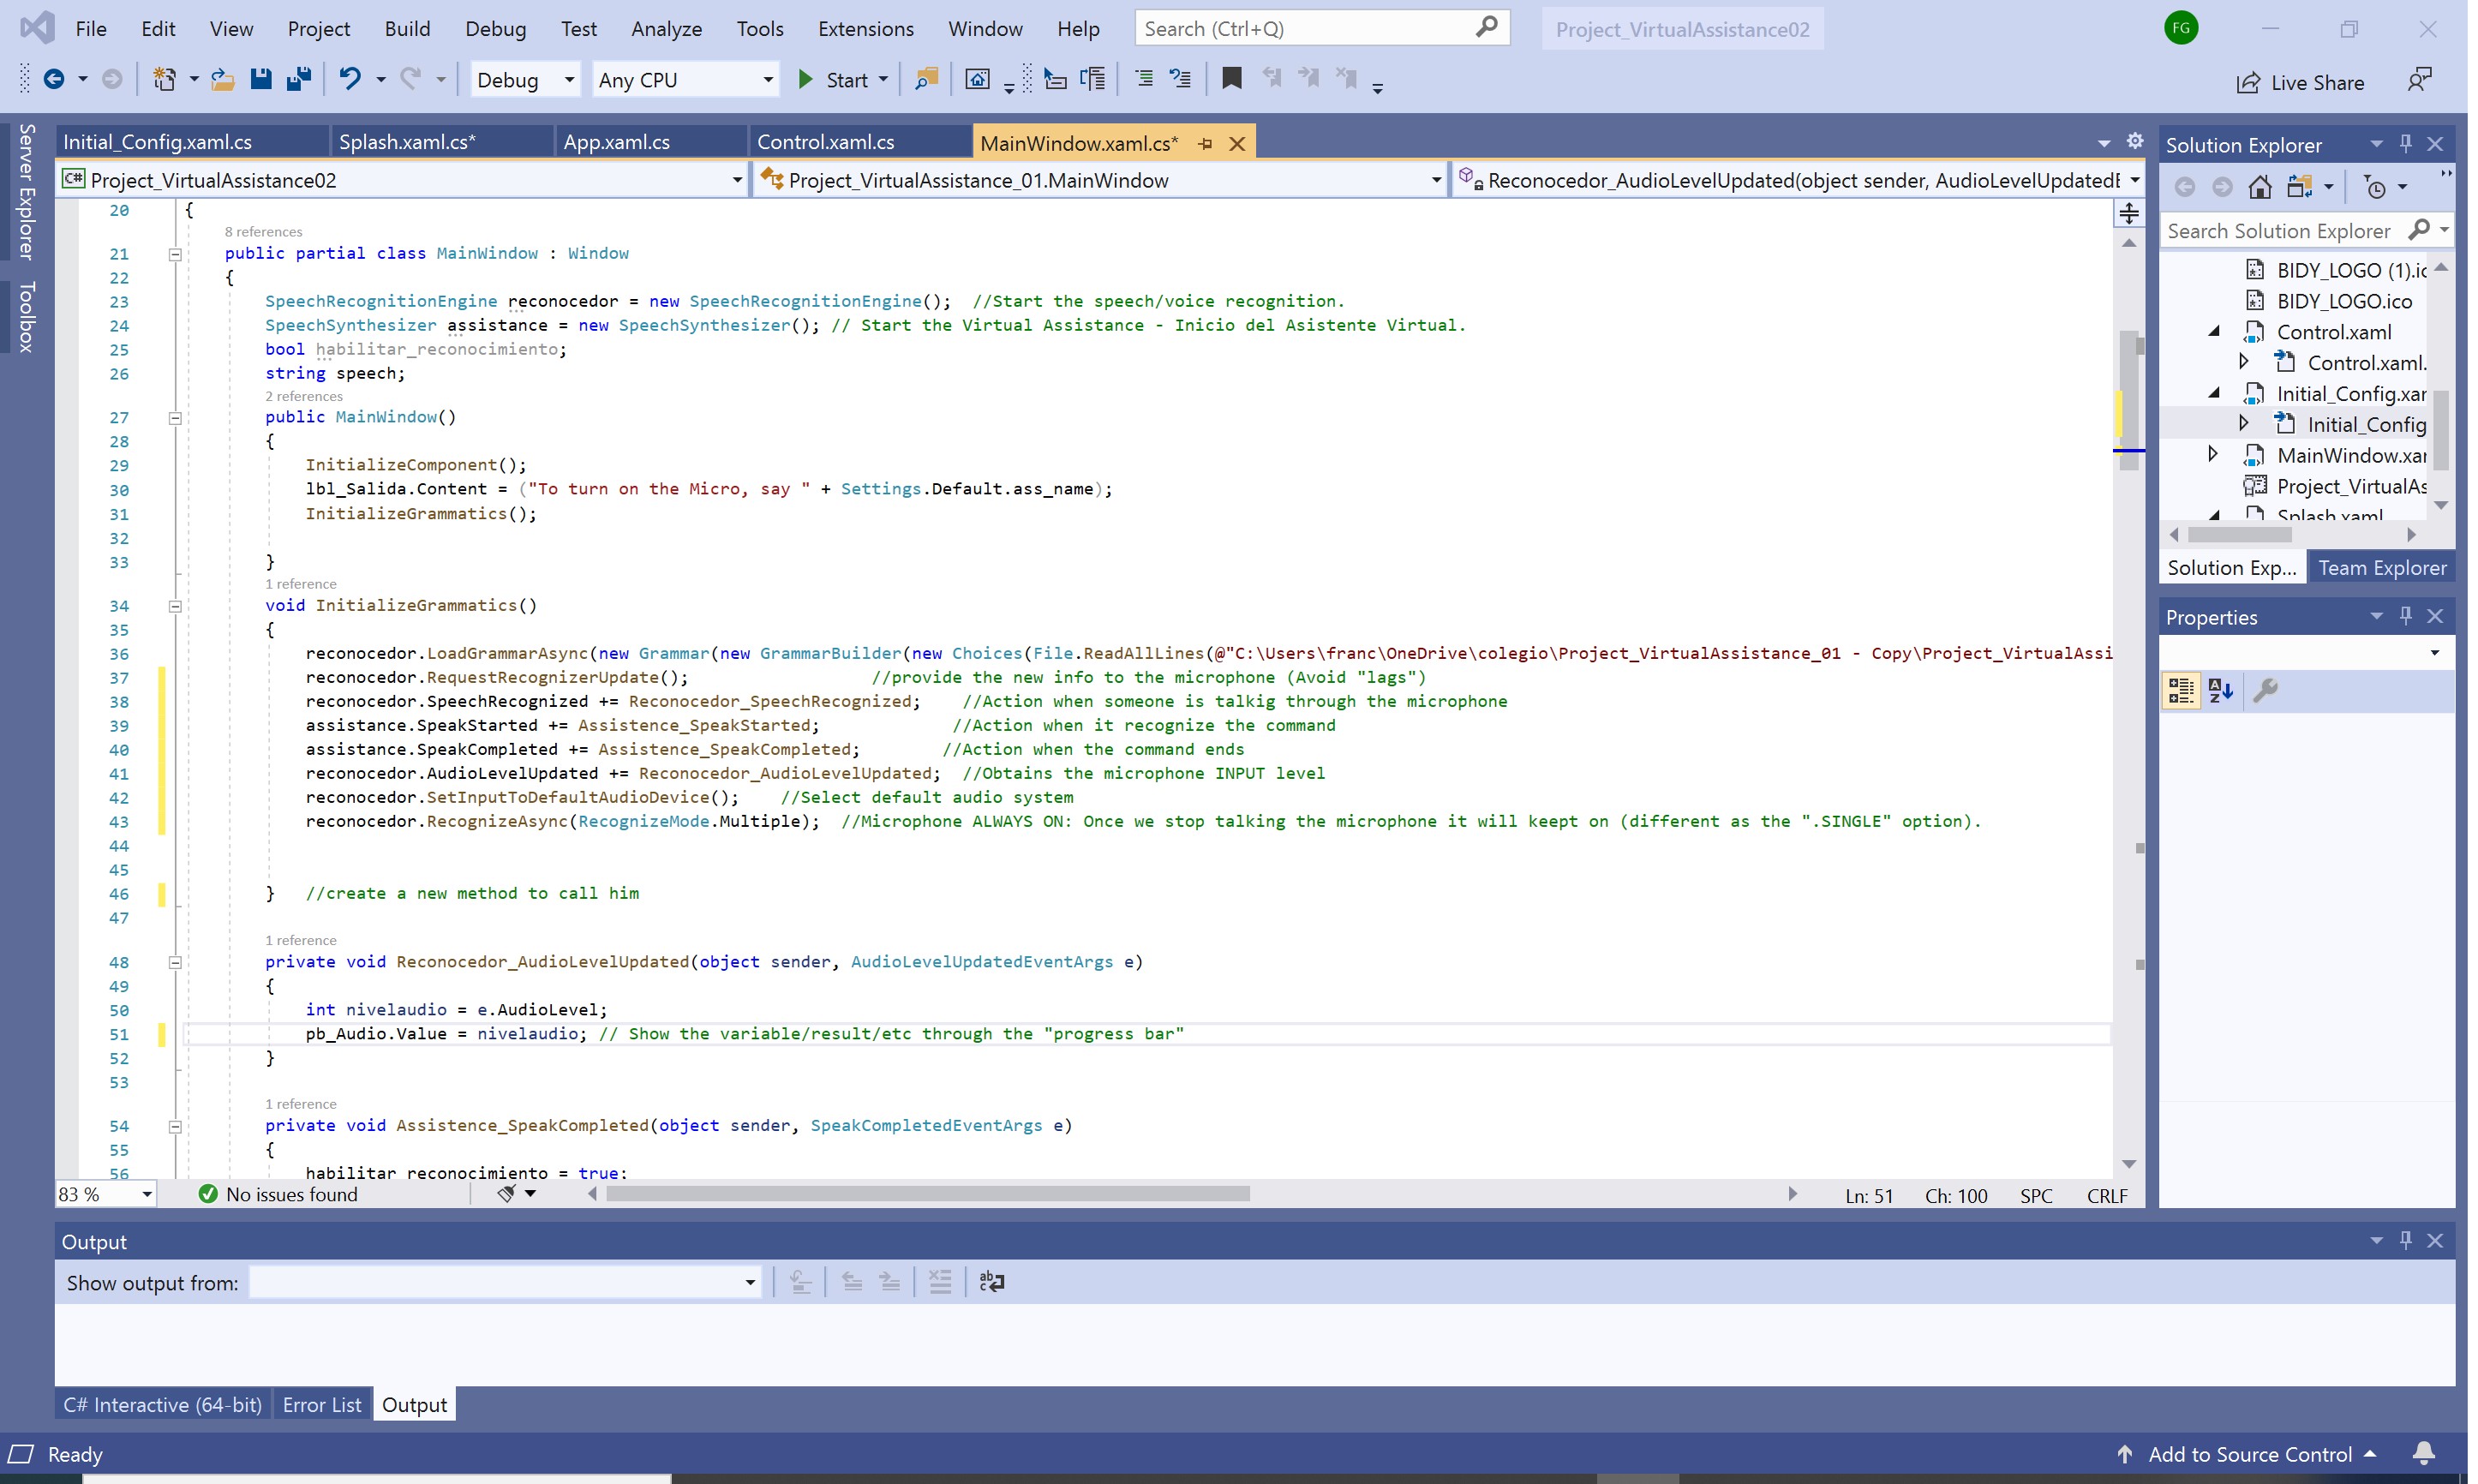 File Edit View Project Build Debug Test Analyze Tools Extensions Window Help Search (Ctrl+Q) Project_VirtualAssistance02 FG
Debug Any CPU Start Live Share
Server Explorer
Toolbox
Initial_Config.xaml.cs Splash.xaml.cs* App.xaml.cs Control.xaml.cs MainWindow.xaml.cs*
C# Project_VirtualAssistance02 Project_VirtualAssistance_01.MainWindow Reconocedor_AudioLevelUpdated(object sender, AudioLevelUpdatedE
20 {
8 references
21 public partial class MainWindow : Window
22 {
23 SpeechRecognitionEngine reconocedor = new SpeechRecognitionEngine(); //Start the speech/voice recognition.
24 SpeechSynthesizer assistance = new SpeechSynthesizer(); // Start the Virtual Assistance - Inicio del Asistente Virtual.
25 bool habilitar_reconocimiento;
26 string speech;
2 references
27 public MainWindow()
28 {
29 InitializeComponent();
30 lbl_Salida.Content = ("To turn on the Micro, say " + Settings.Default.ass_name);
31 InitializeGrammatics();
32
33 }
1 reference
34 void InitializeGrammatics()
35 {
36 reconocedor.LoadGrammarAsync(new Grammar(new GrammarBuilder(new Choices(File.ReadAllLines(@"C:\Users\franc\OneDrive\colegio\Project_VirtualAssistance_01 - Copy\Project_VirtualAssi
37 reconocedor.RequestRecognizerUpdate(); //provide the new info to the microphone (Avoid "lags")
38 reconocedor.SpeechRecognized += Reconocedor_SpeechRecognized; //Action when someone is talkig through the microphone
39 assistance.SpeakStarted += Assistence_SpeakStarted; //Action when it recognize the command
40 assistance.SpeakCompleted += Assistence_SpeakCompleted; //Action when the command ends
41 reconocedor.AudioLevelUpdated += Reconocedor_AudioLevelUpdated; //Obtains the microphone INPUT level
42 reconocedor.SetInputToDefaultAudioDevice(); //Select default audio system
43 reconocedor.RecognizeAsync(RecognizeMode.Multiple); //Microphone ALWAYS ON: Once we stop talking the microphone it will keept on (different as the ".SINGLE" option).
44
45
46 } //create a new method to call him
47
1 reference
48 private void Reconocedor_AudioLevelUpdated(object sender, AudioLevelUpdatedEventArgs e)
49 {
50 int nivelaudio = e.AudioLevel;
51 pb_Audio.Value = nivelaudio; // Show the variable/result/etc through the "progress bar"
52 }
53
1 reference
54 private void Assistence_SpeakCompleted(object sender, SpeakCompletedEventArgs e)
55 {
56 habilitar_reconocimiento = true;
83 % No issues found Ln: 51 Ch: 100 SPC CRLF
Solution Explorer
Search Solution Explorer
BIDY_LOGO (1).ic
BIDY_LOGO.ico
Control.xaml
Control.xaml.
Initial_Config.xar
Initial_Config
MainWindow.xar
Project_VirtualAs
Splash.xaml
Solution Exp... Team Explorer
Properties
Output
Show output from:
C# Interactive (64-bit) Error List Output
Ready Add to Source Control